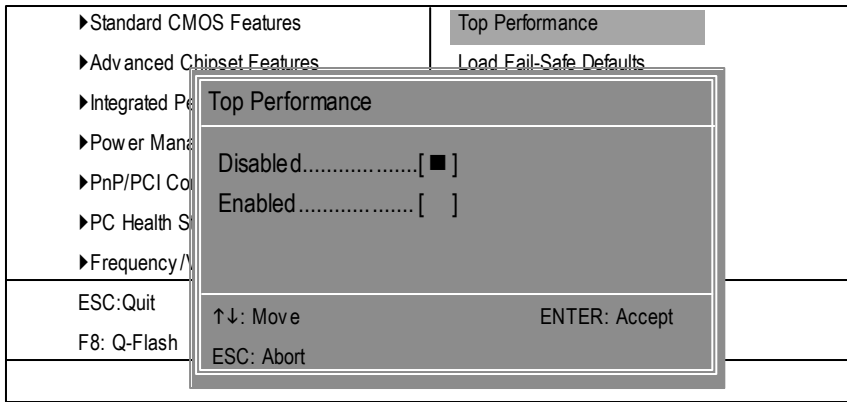 ▶Standard CMOS Features
▶Advanced Chipset Features
▶Integrated Pe
▶Power Mana
▶PnP/PCI Co
▶PC Health S
▶Frequency/V
ESC:Quit
F8: Q-Flash
Top Performance
Load Fail-Safe Defaults
Top Performance
Disabled...................[ ■ ]
Enabled................... [   ]
↑↓: Move ENTER: Accept
ESC: Abort